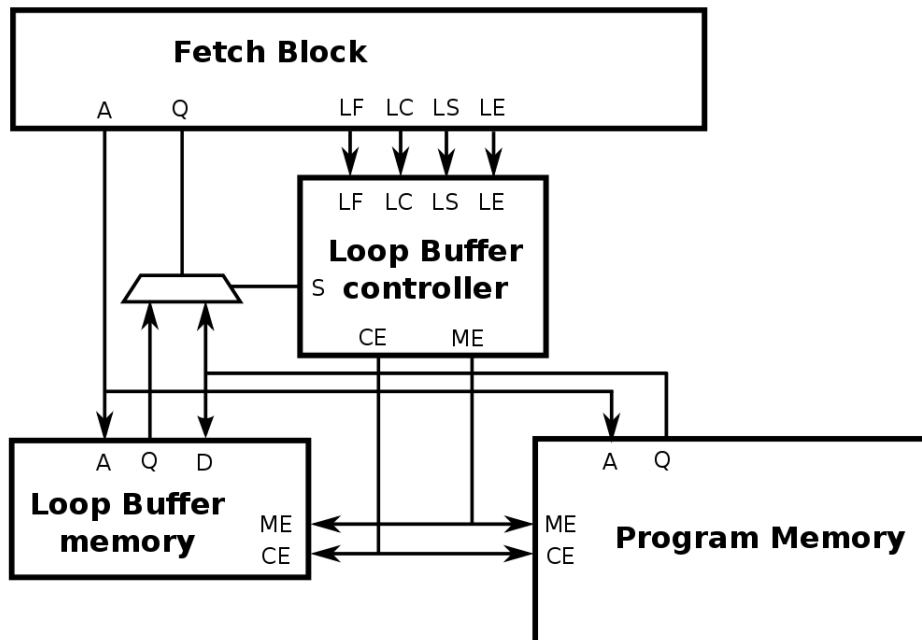 Fetch Block
A Q LF LC LS LE
LF LC LS LE
Loop Buffer
S controller
CE ME
A Q D
Loop Buffer
memory
ME
CE
A Q
ME
Program Memory
CE